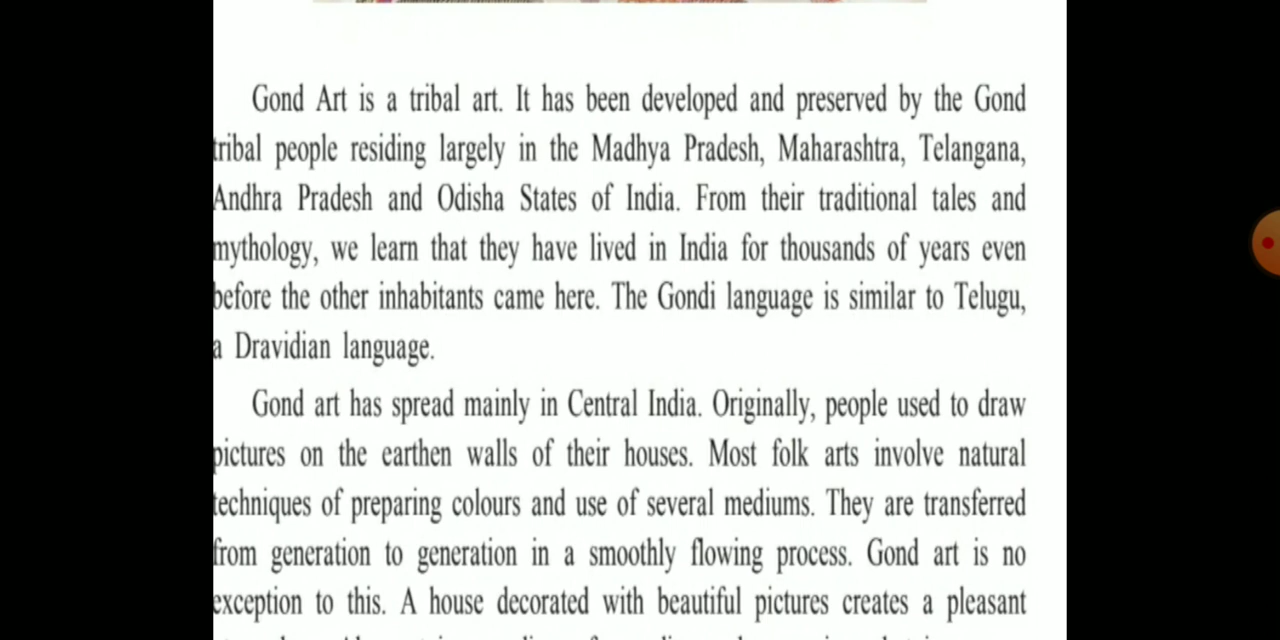 Gond Art is a tribal art. It has been developed and preserved by the Gond
tribal people residing largely in the Madhya Pradesh, Maharashtra, Telangana,
Andhra Pradesh and Odisha States of India. From their traditional tales and
mythology, we learn that they have lived in India for thousands of years even
before the other inhabitants came here. The Gondi language is similar to Telugu,
a Dravidian language.
Gond art has spread mainly in Central India. Originally, people used to draw
pictures on the earthen walls of their houses. Most folk arts involve natural
techniques of preparing colours and use of several mediums. They are transferred
from generation to generation in a smoothly flowing process. Gond art is no
exception to this. A house decorated with beautiful pictures creates a pleasant